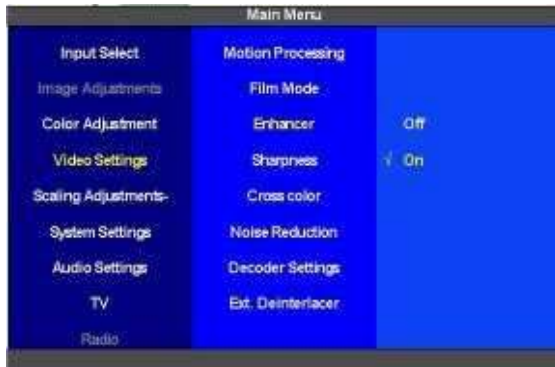 Main Menu
Input Select
Image Adjustments
Color Adjustment
Video Settings
Scaling Adjustments-
System Settings
Audio Settings
TV
Radio
Motion Processing
Film Mode
Enhancer
Sharpness
Cross color
Noise Reduction
Decoder Settings
Ext. Deinterlacer
Off
√ On